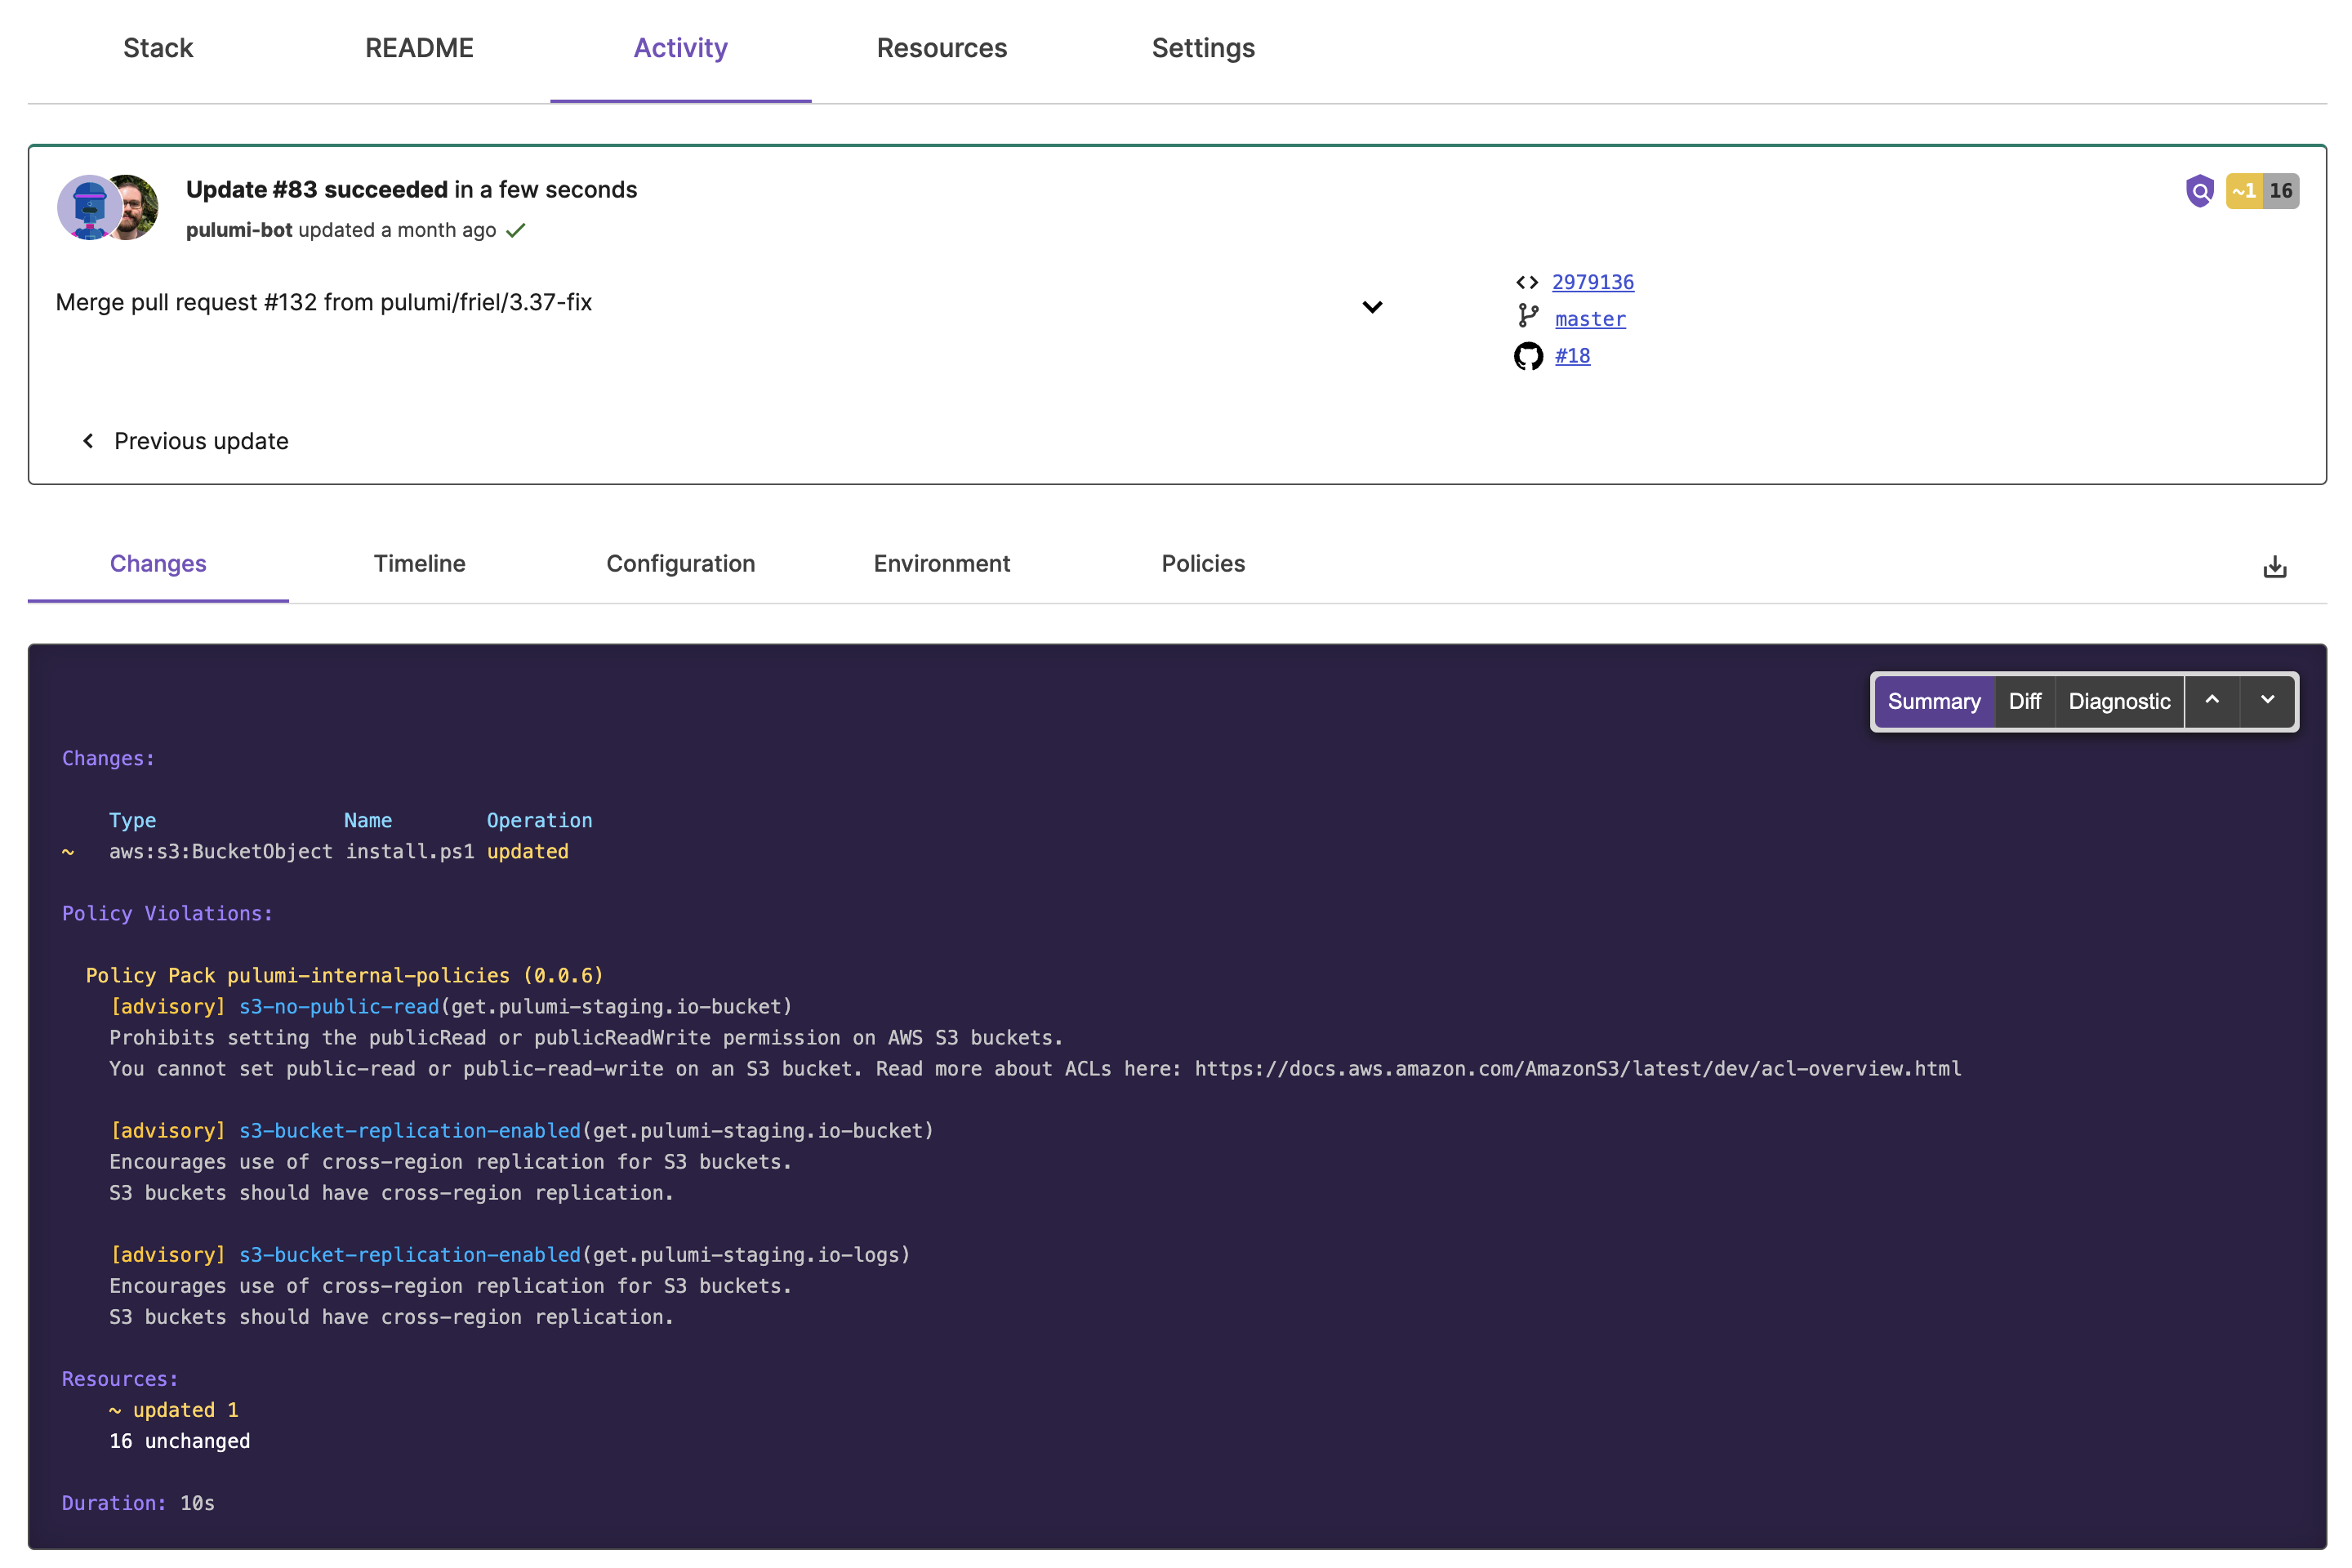 Stack README Activity Resources Settings
Update #83 succeeded in a few seconds
~1 16
pulumi-bot updated a month ago
Merge pull request #132 from pulumi/friel/3.37-fix
2979136
master
#18
Previous update
Changes Timeline Configuration Environment Policies
Summary Diff Diagnostic
Changes:
Type Name Operation
~ aws:s3:BucketObject install.ps1 updated
Policy Violations:
Policy Pack pulumi-internal-policies (0.0.6)
[advisory] s3-no-public-read(get.pulumi-staging.io-bucket)
Prohibits setting the publicRead or publicReadWrite permission on AWS S3 buckets.
You cannot set public-read or public-read-write on an S3 bucket. Read more about ACLs here: https://docs.aws.amazon.com/AmazonS3/latest/dev/acl-overview.html
[advisory] s3-bucket-replication-enabled(get.pulumi-staging.io-bucket)
Encourages use of cross-region replication for S3 buckets.
S3 buckets should have cross-region replication.
[advisory] s3-bucket-replication-enabled(get.pulumi-staging.io-logs)
Encourages use of cross-region replication for S3 buckets.
S3 buckets should have cross-region replication.
Resources:
~ updated 1
16 unchanged
Duration: 10s